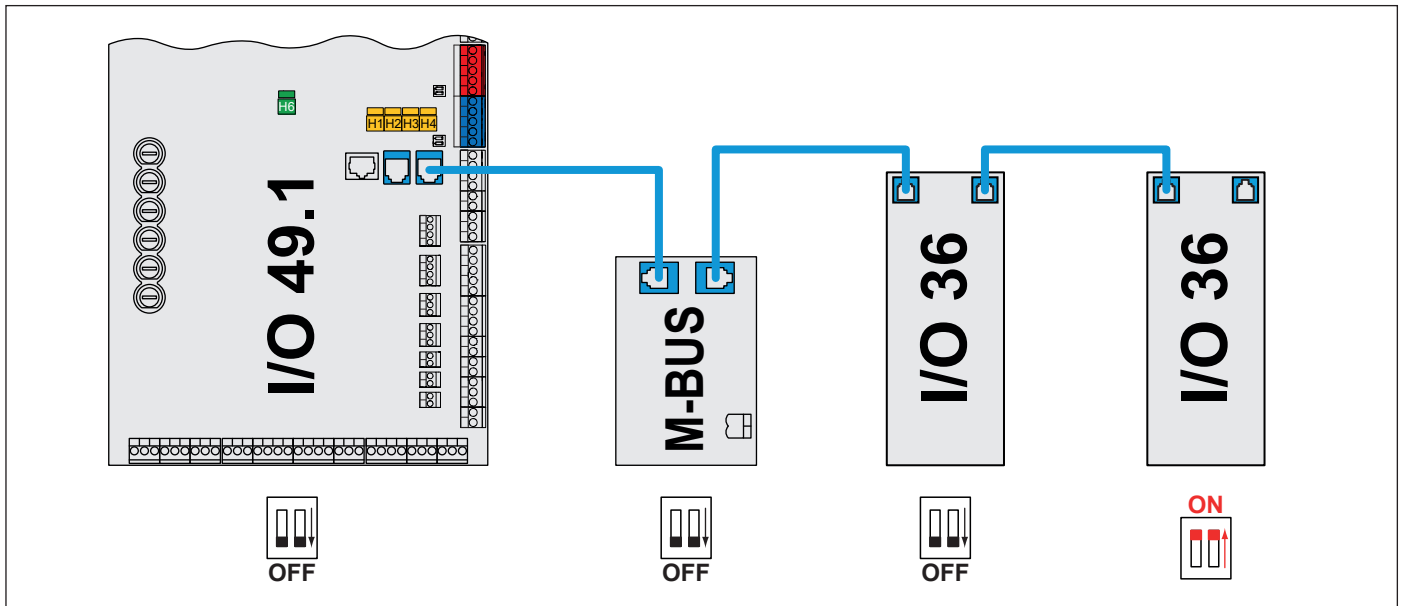 H6
H1 H2 H3 H4
I/O 49.1
M-BUS
I/O 36
I/O 36
OFF
OFF
OFF
ON